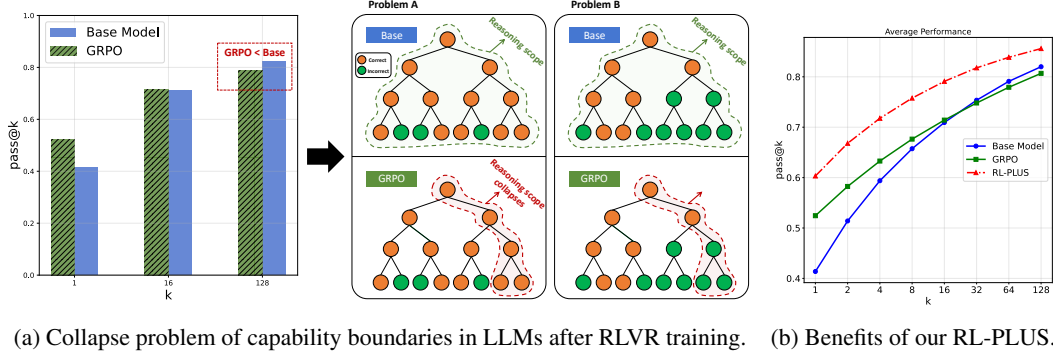 Base Model
GRPO
GRPO < Base
pass@k
1.0
0.8
0.6
0.4
0.2
0.0
1
16
128
k
Problem A
Problem B
Base
Reasoning scope
Correct
Incorrect
Base
Reasoning scope
GRPO
Reasoning scope
collapses
GRPO
Average Performance
pass@k
0.8
0.7
0.6
0.5
0.4
Base Model
GRPO
RL-PLUS
1 2 4 8 16 32 64 128
k
(a) Collapse problem of capability boundaries in LLMs after RLVR training.
(b) Benefits of our RL-PLUS.